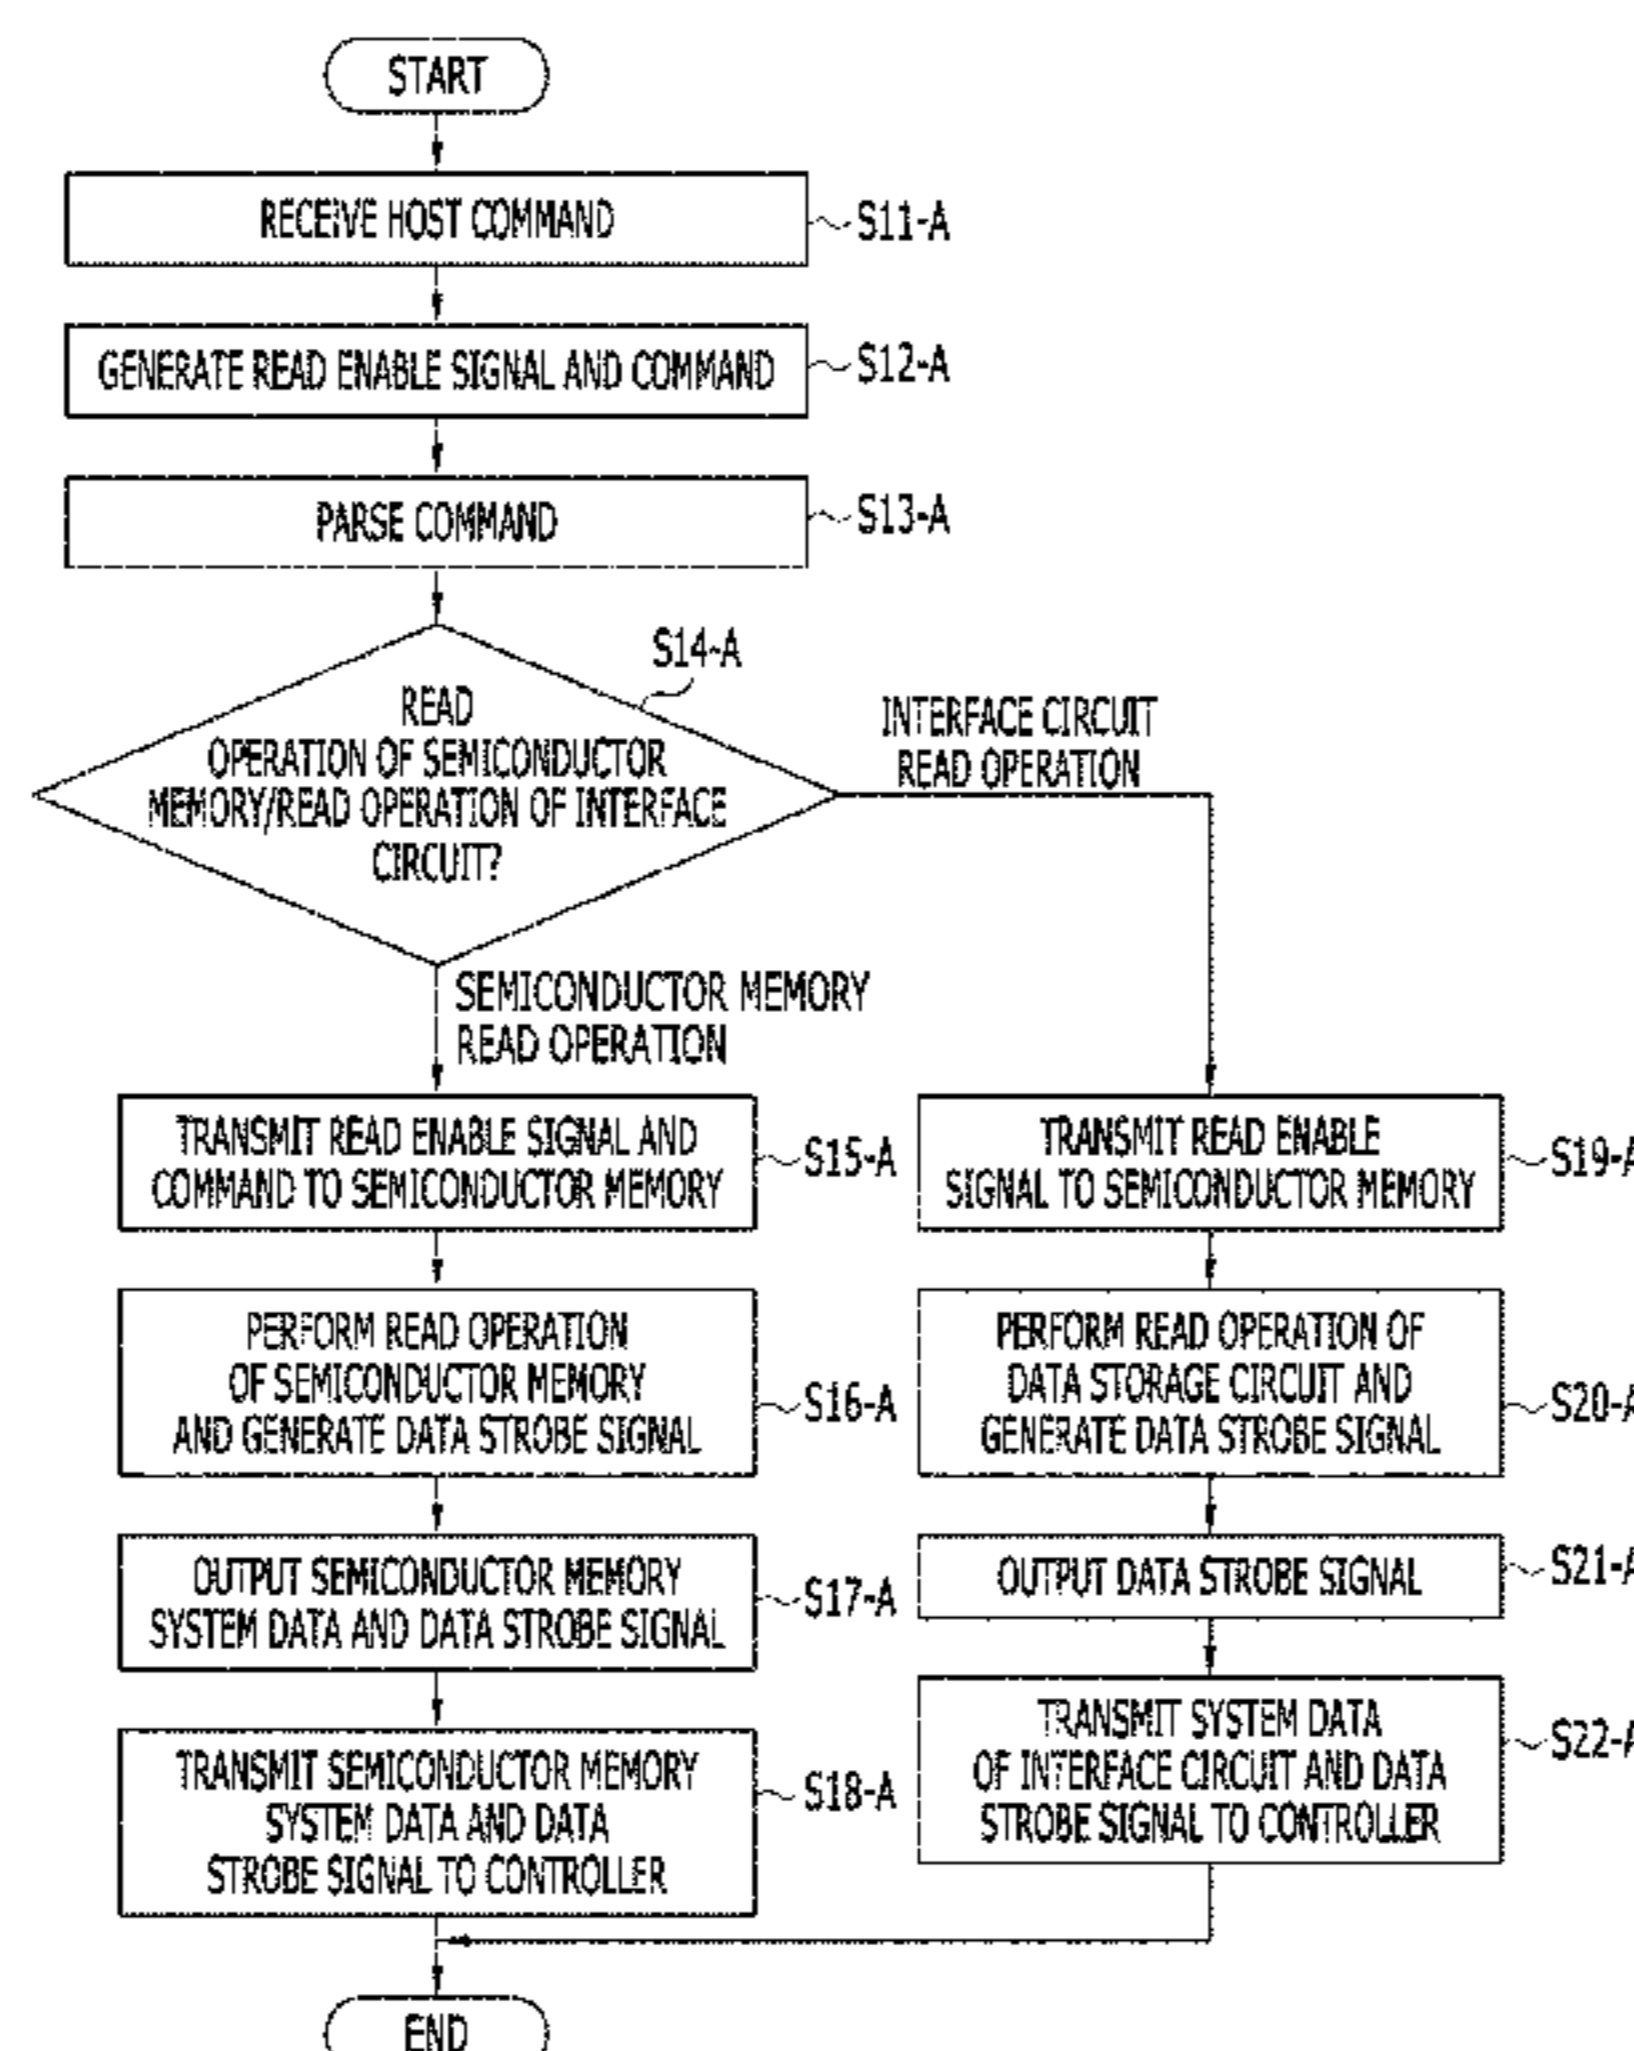 START
RECEIVE HOST COMMAND
S11-A
GENERATE READ ENABLE SIGNAL AND COMMAND
S12-A
PARSE COMMAND
S13-A
S14-A
READ
OPERATION OF SEMICONDUCTOR
MEMORY/READ OPERATION OF INTERFACE
CIRCUIT?
INTERFACE CIRCUIT
READ OPERATION
SEMICONDUCTOR MEMORY
READ OPERATION
TRANSMIT READ ENABLE SIGNAL AND
COMMAND TO SEMICONDUCTOR MEMORY
S15-A
PERFORM READ OPERATION
OF SEMICONDUCTOR MEMORY
AND GENERATE DATA STROBE SIGNAL
S16-A
OUTPUT SEMICONDUCTOR MEMORY
SYSTEM DATA AND DATA STROBE SIGNAL
S17-A
TRANSMIT SEMICONDUCTOR MEMORY
SYSTEM DATA AND DATA
STROBE SIGNAL TO CONTROLLER
S18-A
TRANSMIT READ ENABLE
SIGNAL TO SEMICONDUCTOR MEMORY
S19-A
PERFORM READ OPERATION OF
DATA STORAGE CIRCUIT AND
GENERATE DATA STROBE SIGNAL
S20-A
OUTPUT DATA STROBE SIGNAL
S21-A
TRANSMIT SYSTEM DATA
OF INTERFACE CIRCUIT AND DATA
STROBE SIGNAL TO CONTROLLER
S22-A
END